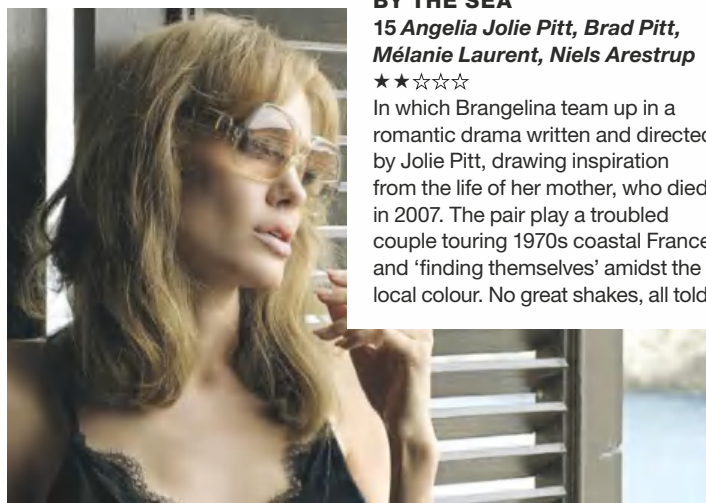 BY THE SEA
15 Angelia Jolie Pitt, Brad Pitt,
Mélanie Laurent, Niels Arestrup
★★☆☆☆
In which Brangelina team up in a
romantic drama written and directed
by Jolie Pitt, drawing inspiration
from the life of her mother, who died
in 2007. The pair play a troubled
couple touring 1970s coastal France
and ‘finding themselves’ amidst the
local colour. No great shakes, all told